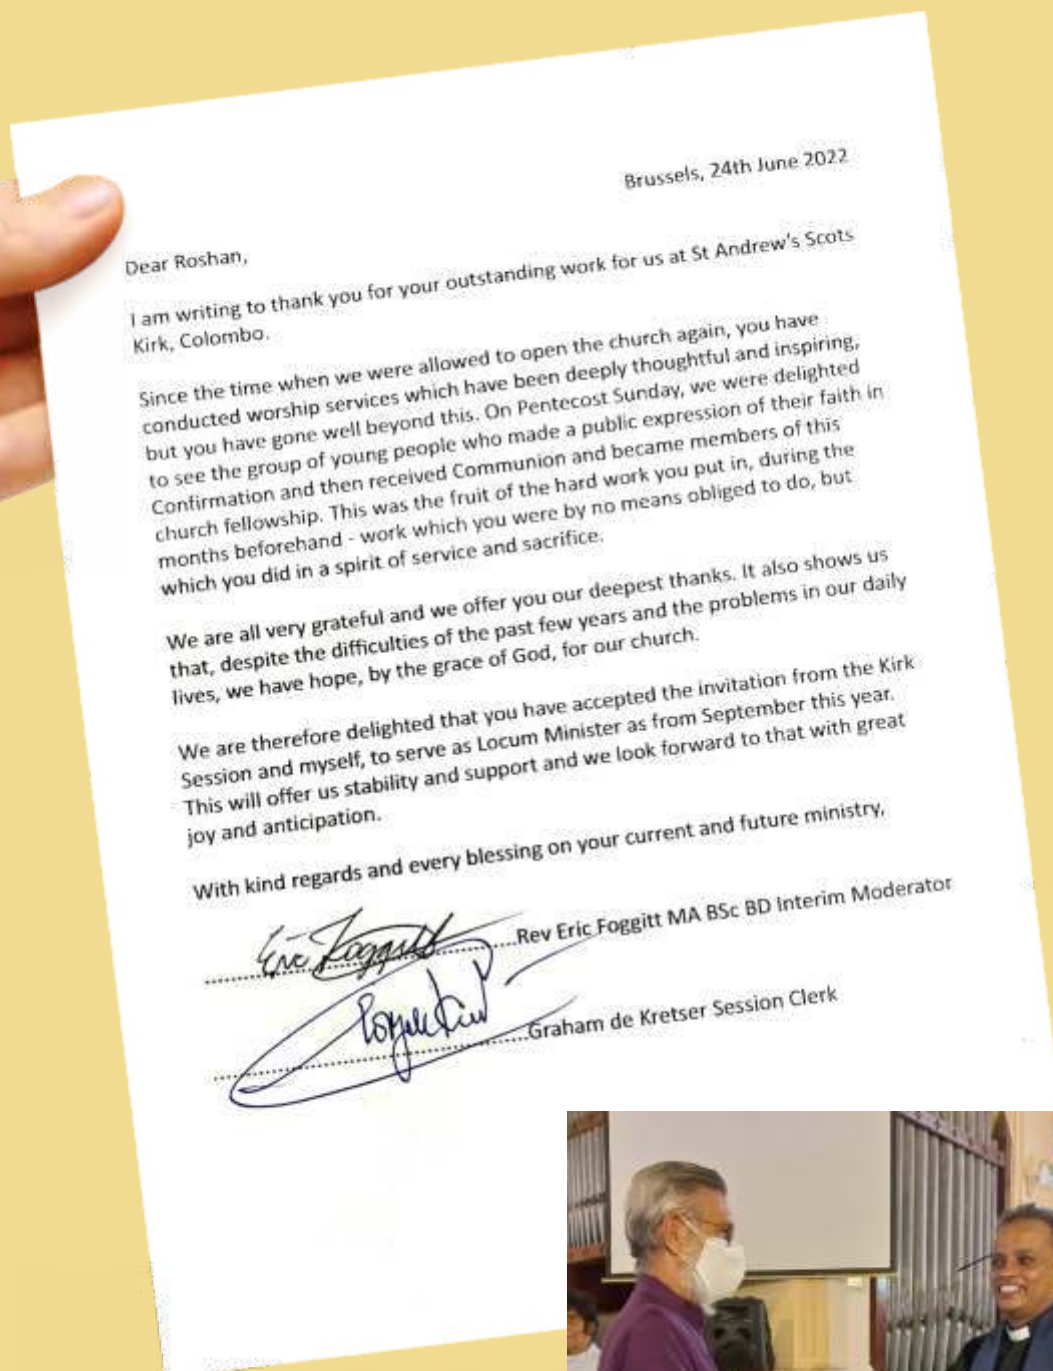 Brussels, 24th June 2022
Dear Roshan,
I am writing to thank you for your outstanding work for us at St Andrew's Scots
Kirk, Colombo.
Since the time when we were allowed to open the church again, you have
conducted worship services which have been deeply thoughtful and inspiring,
but you have gone well beyond this. On Pentecost Sunday, we were delighted
to see the group of young people who made a public expression of their faith in
Confirmation and then received Communion and became members of this
church fellowship. This was the fruit of the hard work you put in, during the
months beforehand - work which you were by no means obliged to do, but
which you did in a spirit of service and sacrifice.
We are all very grateful and we offer you our deepest thanks. It also shows us
that, despite the difficulties of the past few years and the problems in our daily
lives, we have hope, by the grace of God, for our church.
We are therefore delighted that you have accepted the invitation from the Kirk
Session and myself, to serve as Locum Minister as from September this year.
This will offer us stability and support and we look forward to that with great
joy and anticipation.
With kind regards and every blessing on your current and future ministry,
Eric Foggitt ...Rev Eric Foggitt MA BSc BD Interim Moderator
...Graham de Kretser Session Clerk